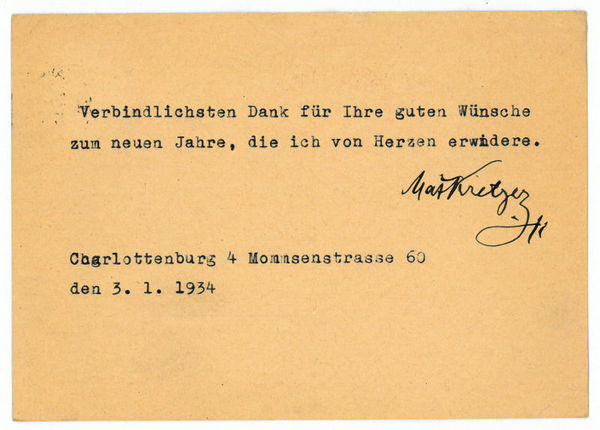 Verbindlichsten Dank für Ihre guten Wünsche
zum neuen Jahre, die ich von Herzen erwidere.
Max Kretzer
Charlottenburg 4 Mommsenstrasse 60
den 3. 1. 1934